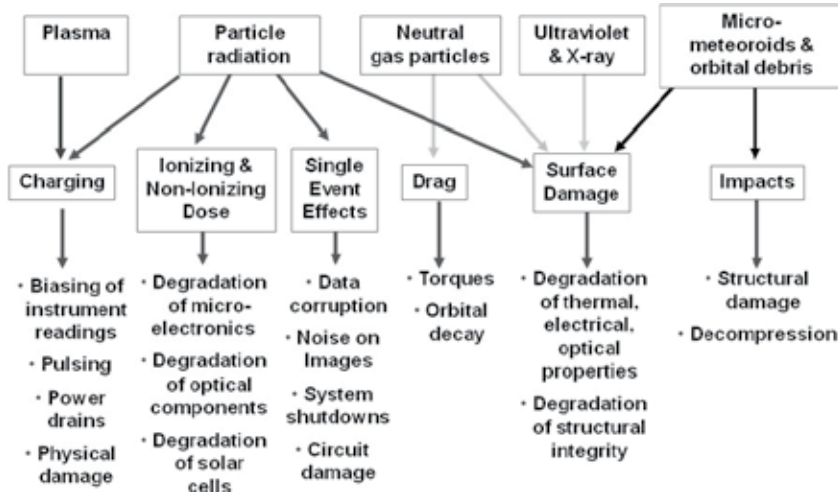 Plasma
Particle
radiation
Neutral
gas particles
Ultraviolet
& X-ray
Micro-
meteoroids &
orbital debris
Charging
Ionizing &
Non-Ionizing
Dose
Single
Event
Effects
Drag
Surface
Damage
Impacts
· Biasing of
instrument
readings
· Pulsing
· Power
drains
· Physical
damage
· Degradation
of micro-
electronics
· Degradation
of optical
components
· Degradation
of solar
cells
· Data
corruption
· Noise on
Images
· System
shutdowns
· Circuit
damage
· Torques
· Orbital
decay
· Degradation
of thermal,
electrical,
optical
properties
· Degradation
of structural
integrity
· Structural
damage
· Decompression